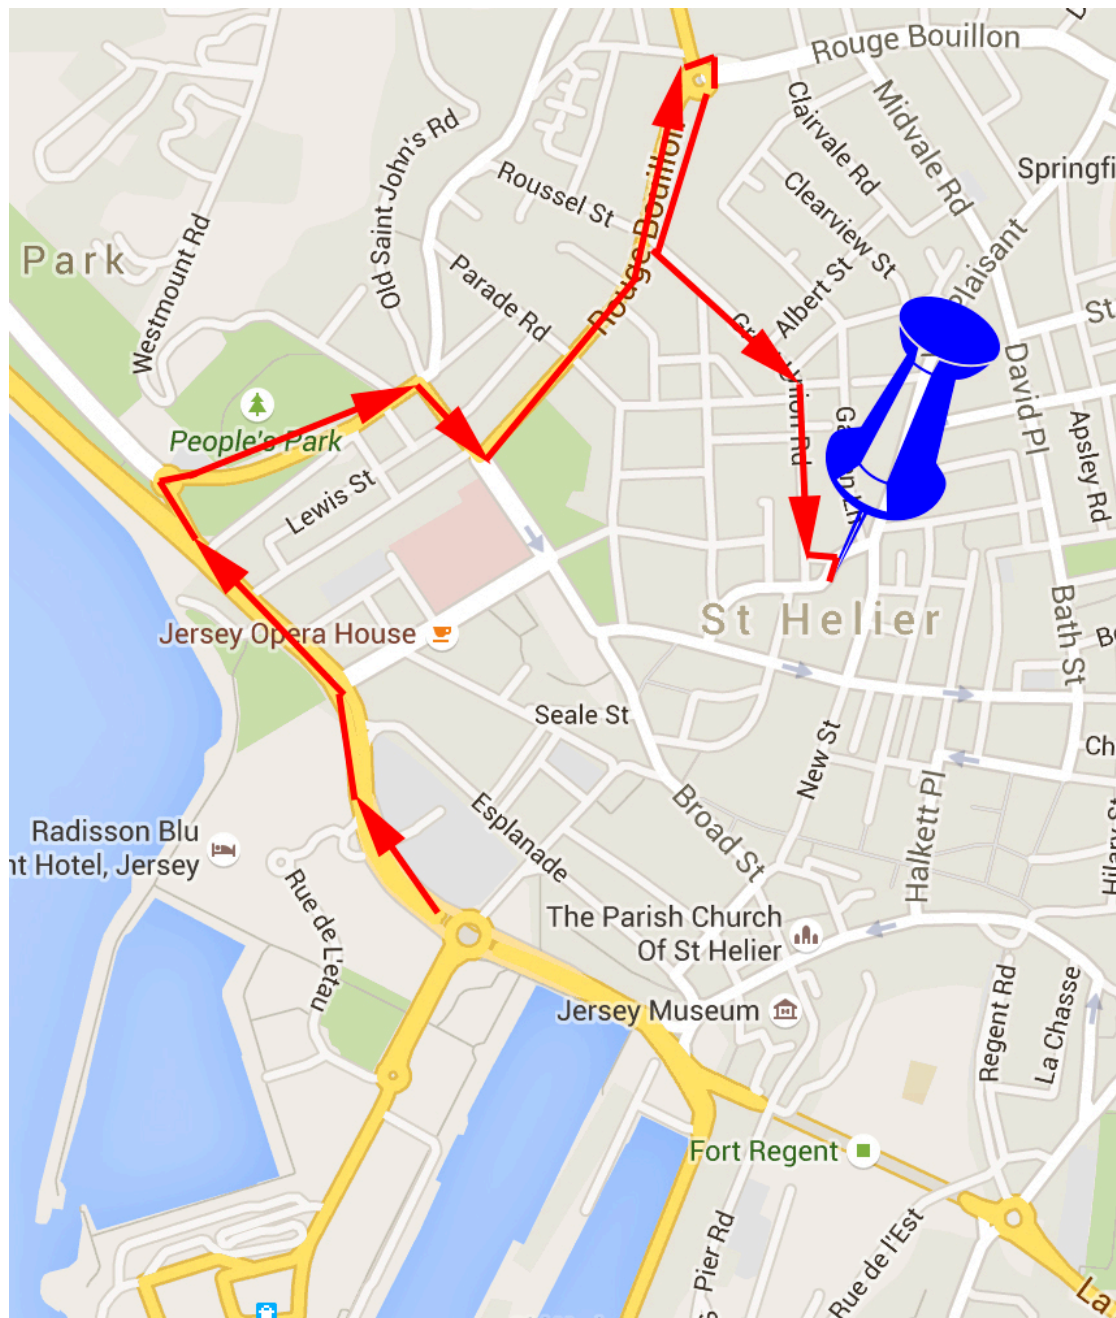 Rouge Bouillon
Clairvale Rd
Midvale Rd
Springfi
Old Saint John's Rd
Roussel St
Clearview St
Plaisant
Westmount Rd
Park
Rouge Bouillon
Parade Rd
Albert St
St
David Pl
People's Park
Apsley Rd
Lewis St
St Helier
Bath St
Jersey Opera House
Seale St
New St
Ch
Esplanade
Broad St
Halkett Pl
Hilary St
Radisson Blu
nt Hotel, Jersey
Rue de L'étau
The Parish Church
Of St Helier
Jersey Museum
Regent Rd
La Chasse
Fort Regent
Pier Rd
Rue de l'Est
La